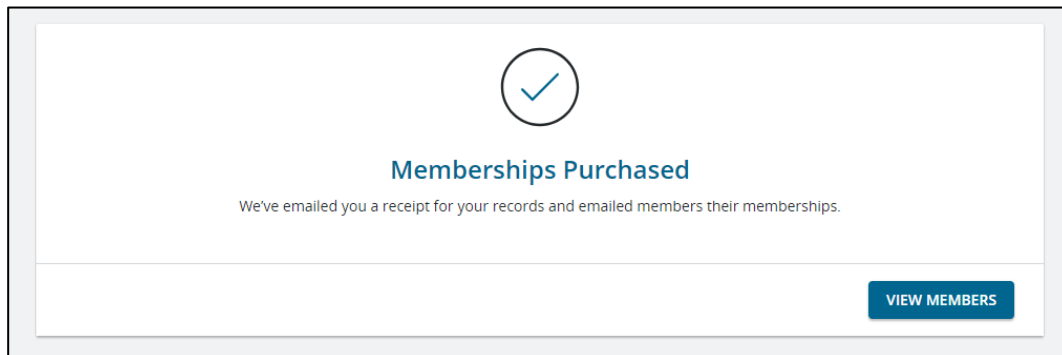 Memberships Purchased
We've emailed you a receipt for your records and emailed members their memberships.
VIEW MEMBERS